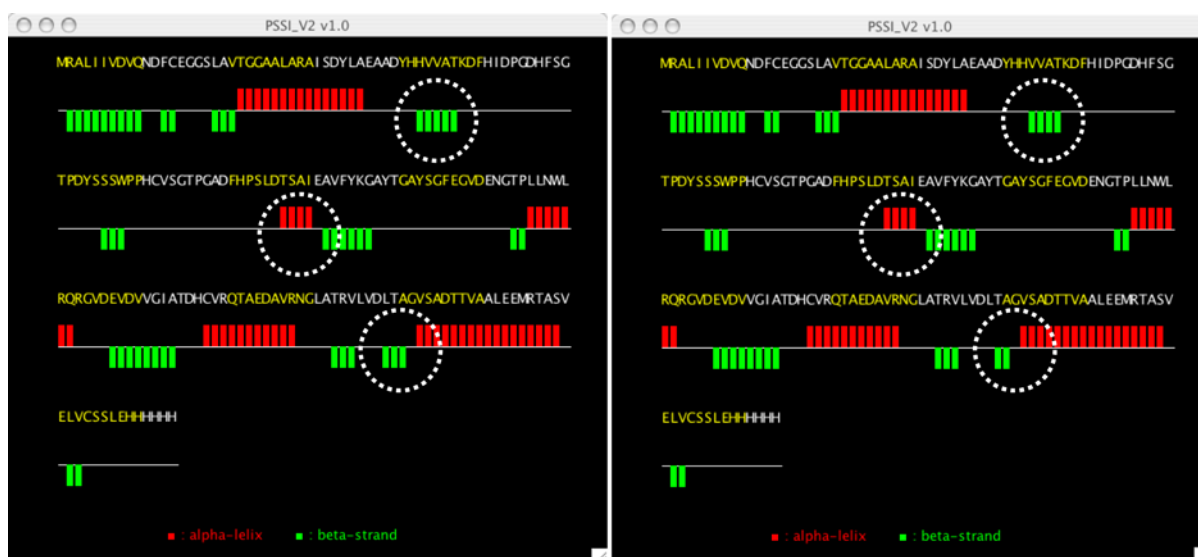 PSSI_V2 v1.0
MRALIIVDVQNDFCEGGSLAVTGGAALARAISDYLAEAADYHHVVATKDFHIDPGDHFSG
TPDYSSSWPPHCVSGTPGADFHPSLDTSAIEAVFYKGAYTGAYSGFEGVDENGTPLLNWL
RQRGVDEVDVVGIATDHCVRQTAEDAVRNGLATRVLVDLTAGVSADTTVAALEEMRTASV
ELVCSSLEHHHHHH
: alpha-lelix : beta-strand
PSSI_V2 v1.0
MRALIIVDVQNDFCEGGSLAVTGGAALARAISDYLAEAADYHHVVATKDFHIDPGDHFSG
TPDYSSSWPPHCVSGTPGADFHPSLDTSAIEAVFYKGAYTGAYSGFEGVDENGTPLLNWL
RQRGVDEVDVVGIATDHCVRQTAEDAVRNGLATRVLVDLTAGVSADTTVAALEEMRTASV
ELVCSSLEHHHHHH
: alpha-lelix : beta-strand